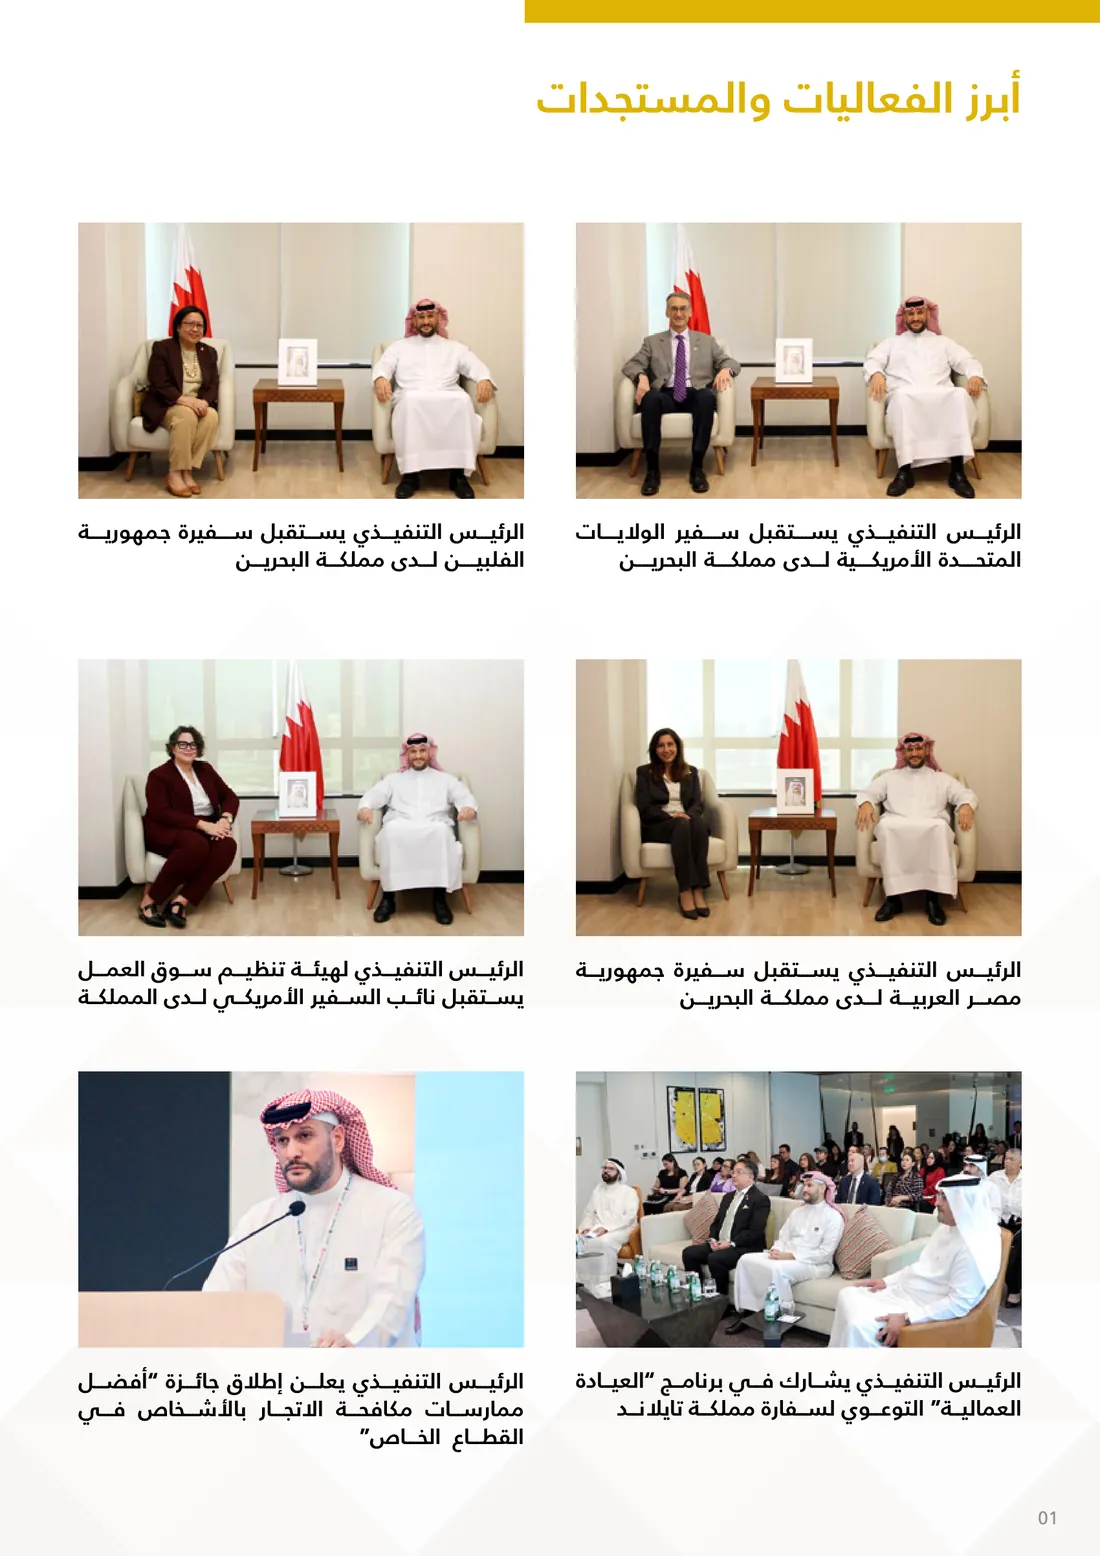 أبرز الفعاليات والمستجدات
الرئيس التنفيذي يستقبل سفير الولايات
المتحدة الأمريكية لدى مملكة البحرين
الرئيس التنفيذي يستقبل سفيرة جمهورية
الفلبين لدى مملكة البحرين
الرئيس التنفيذي يستقبل سفيرة جمهورية
مصر العربية لدى مملكة البحرين
الرئيس التنفيذي لهيئة تنظيم سوق العمل
يستقبل نائب السفير الأمريكي لدى المملكة
الرئيس التنفيذي يشارك في برنامج “العيادة
العمالية” التوعوي لسفارة مملكة تايلاند
الرئيس التنفيذي يعلن إطلاق جائزة “أفضل
ممارسات مكافحة الاتجار بالأشخاص في
القطاع الخاص”
01